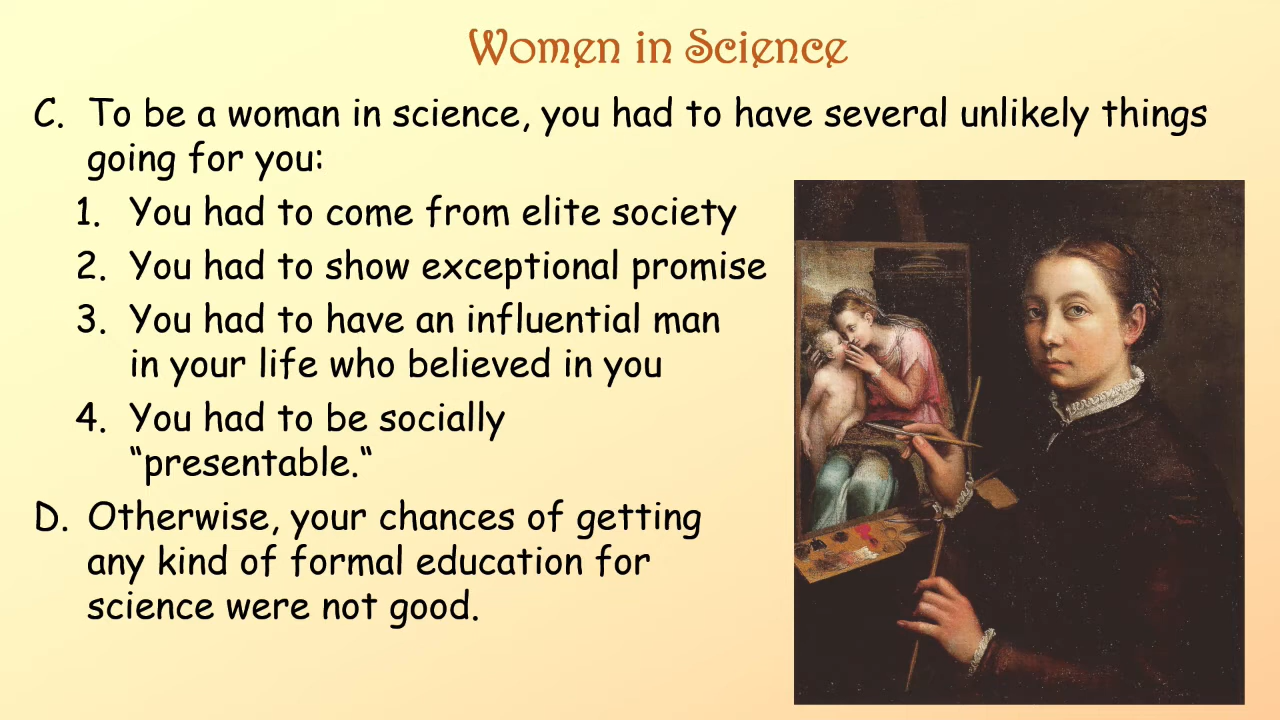 Women in Science
C. To be a woman in science, you had to have several unlikely things
going for you:
1. You had to come from elite society
2. You had to show exceptional promise
3. You had to have an influential man
in your life who believed in you
4. You had to be socially
“presentable.“
D. Otherwise, your chances of getting
any kind of formal education for
science were not good.